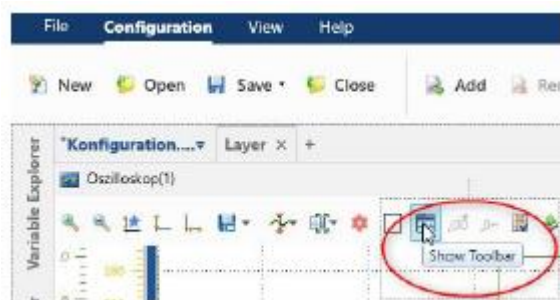 File Configuration View Help
New Open Save Close Add
*Konfiguration.... Layer × +
Variable Explorer
Oszilloskop(1)
Show Toolbar